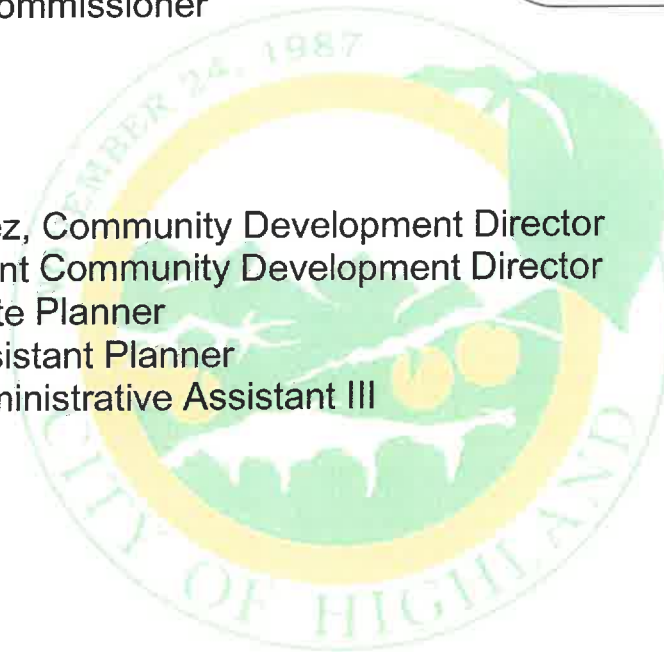 ommissioner
ez, Community Development Director
nt Community Development Director
te Planner
sistant Planner
ministrative Assistant III
EMBER 24, 1987
CITY OF HIGHLAND